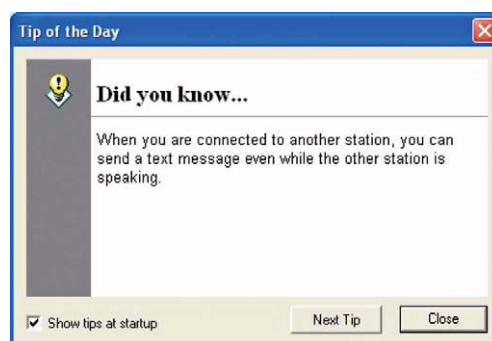 Tip of the Day
Did you know...
When you are connected to another station, you can
send a text message even while the other station is
speaking.
Show tips at startup
Next Tip
Close